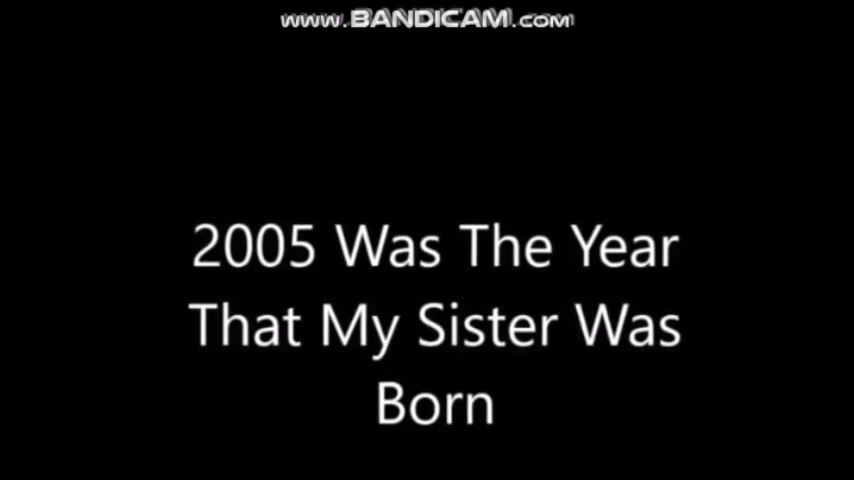 www.BANDICAM.com
2005 Was The Year
That My Sister Was
Born